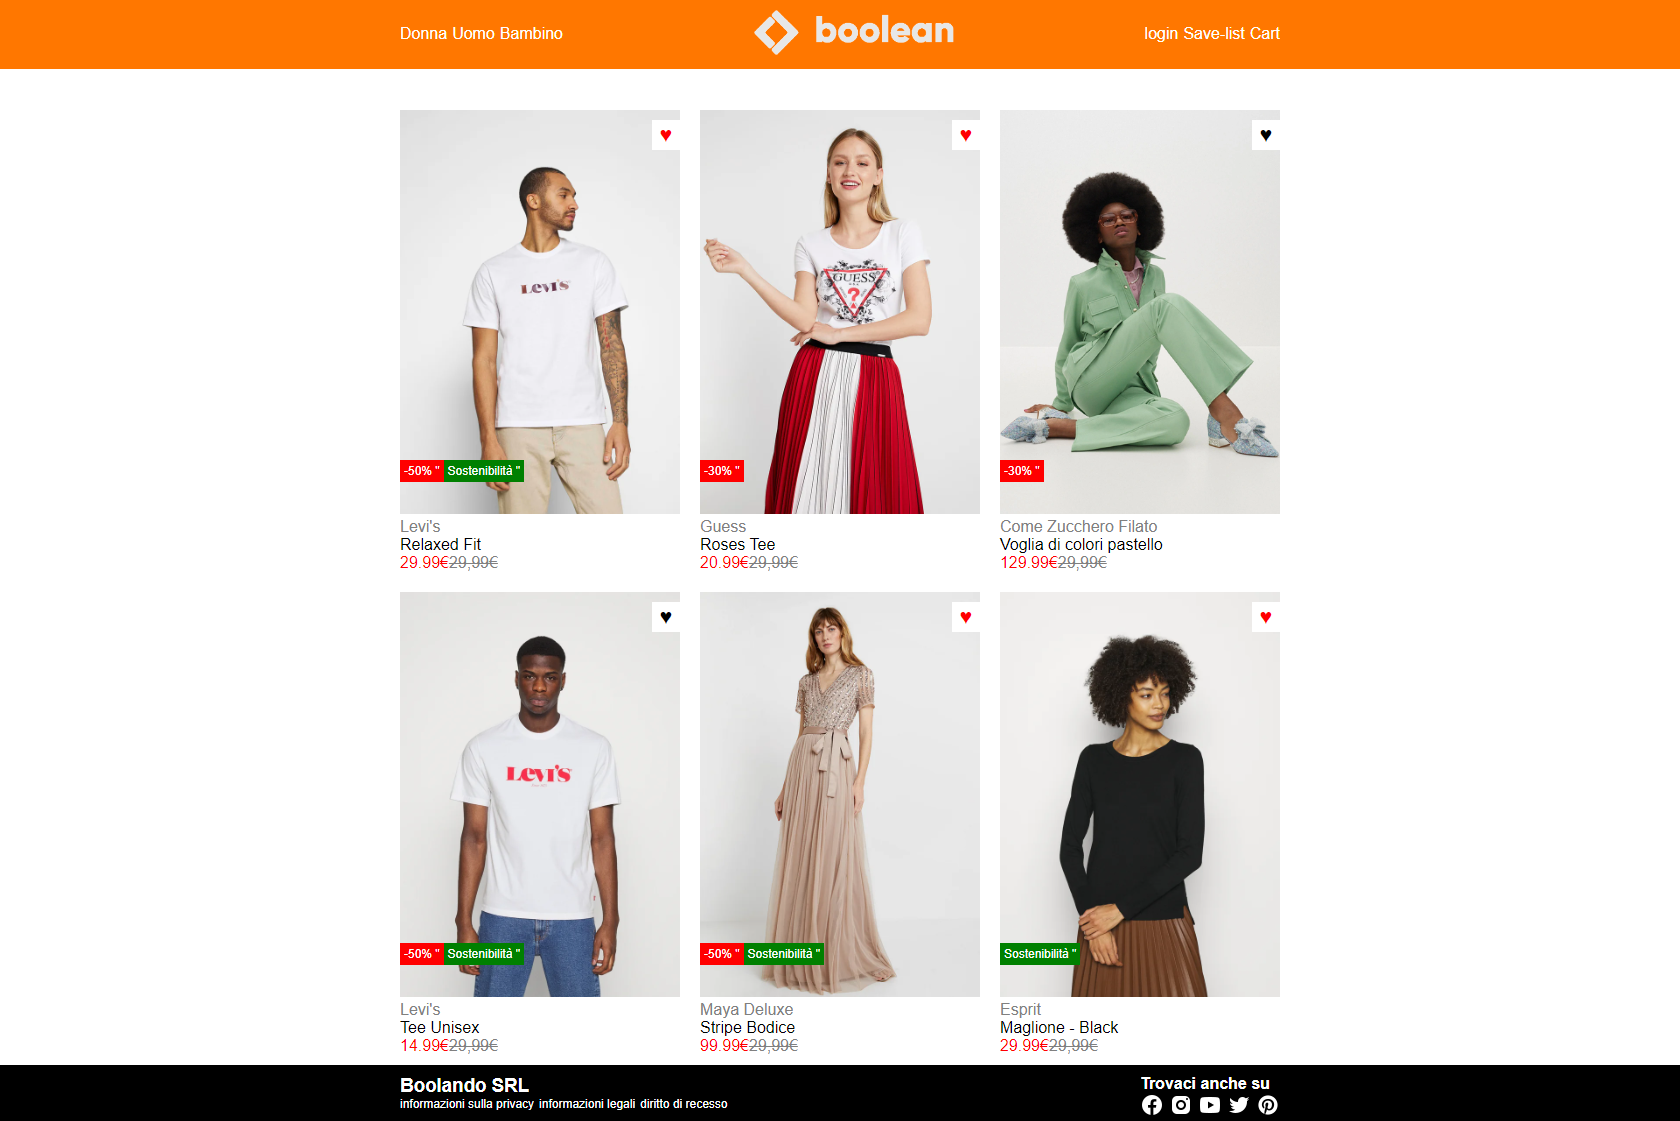 Donna Uomo Bambino
boolean
login Save-list Cart
♥
♥
♥
Levi's
GUESS
?
-50% "
Sostenibilità "
-30% "
-30% "
Levi's
Relaxed Fit
29.99€29,99€
Guess
Roses Tee
20.99€29,99€
Come Zucchero Filato
Voglia di colori pastello
129.99€29,99€
♥
♥
♥
LEVI'S
-50% "
Sostenibilità "
-50% "
Sostenibilità "
Sostenibilità "
Levi's
Tee Unisex
14.99€29,99€
Maya Deluxe
Stripe Bodice
99.99€29,99€
Esprit
Maglione - Black
29.99€29,99€
Boolando SRL
informazioni sulla privacy informazioni legali diritto di recesso
Trovaci anche su